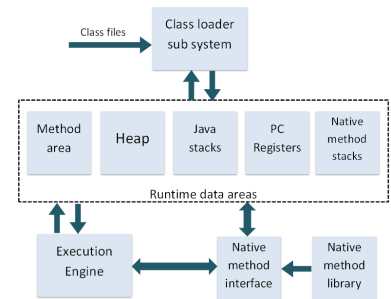 Class files
Class loader
sub system
Method
area
Heap
Java
stacks
PC
Registers
Native
method
stacks
Runtime data areas
Execution
Engine
Native
method
interface
Native
method
library